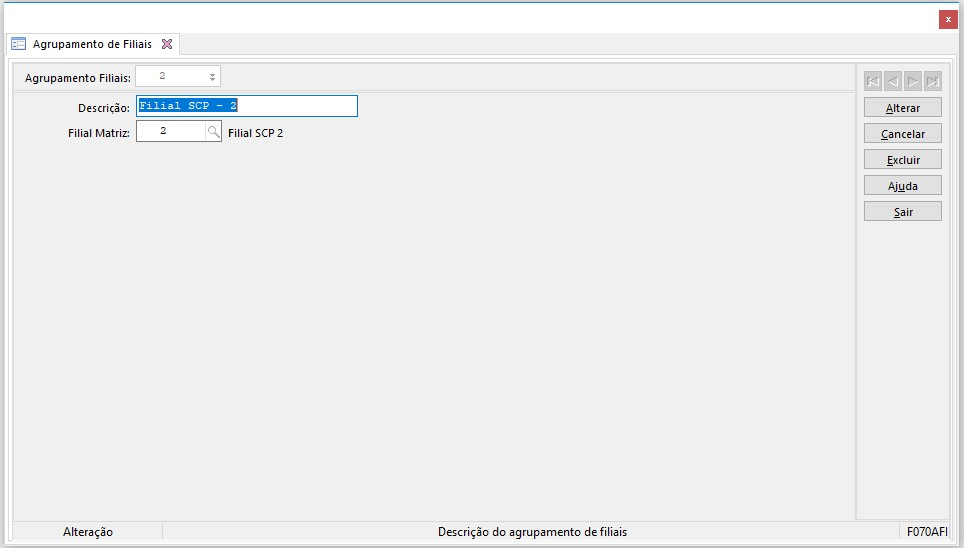 x
Agrupamento de Filiais
Agrupamento Filiais: 2
Descrição: Filial SCP - 2
Filial Matriz: 2 Filial SCP 2
Alterar
Cancelar
Excluir
Ajuda
Sair
Alteração Descrição do agrupamento de filiais F070AFI